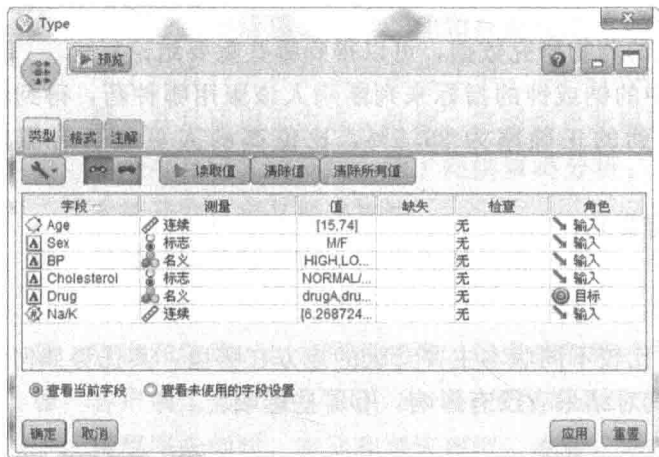 Type
预览
类型 格式 注解
读取值 清除值 清除所有值
字段 测量 值 缺失 检查 角色
Age 连续 [15,74] 无 输入
Sex 标志 M/F 无 输入
BP 名义 HIGH,LO... 无 输入
Cholesterol 标志 NORMAL/... 无 输入
Drug 名义 drugA,dru... 无 目标
Na/K 连续 [6.268724... 无 输入
查看当前字段 查看未使用的字段设置
确定 取消 应用 重置